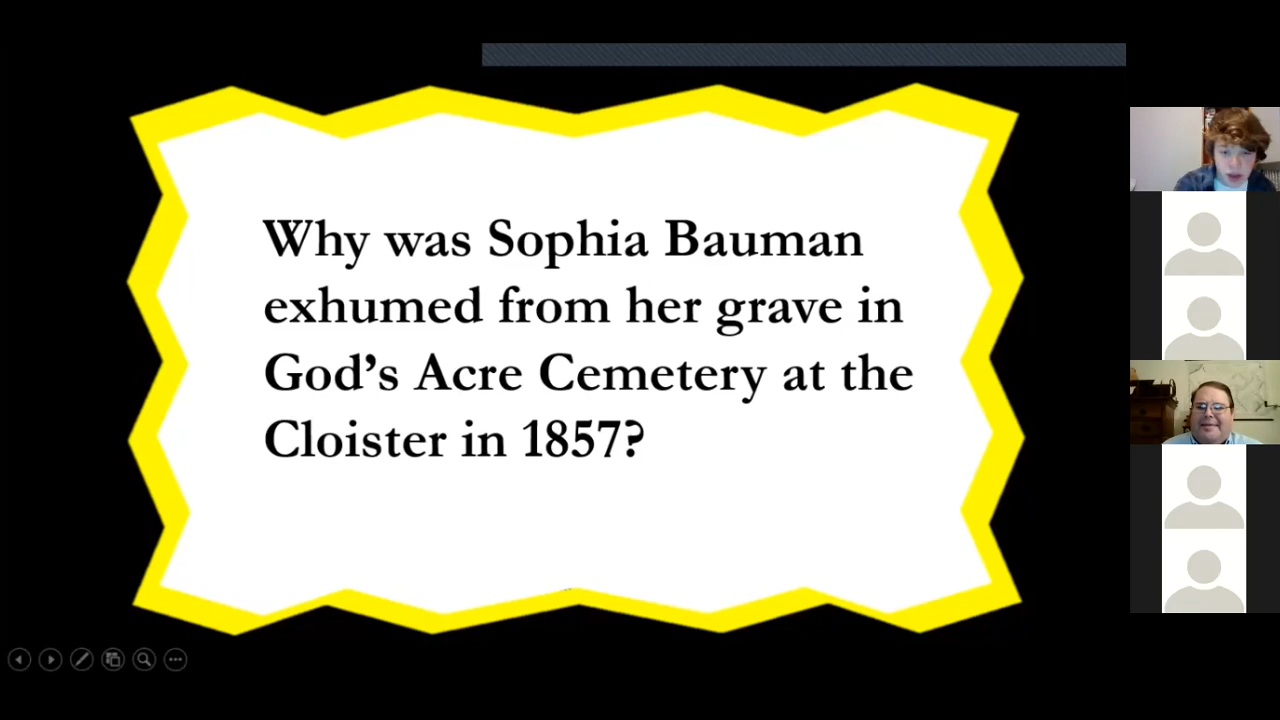 Why was Sophia Bauman
exhumed from her grave in
God’s Acre Cemetery at the
Cloister in 1857?